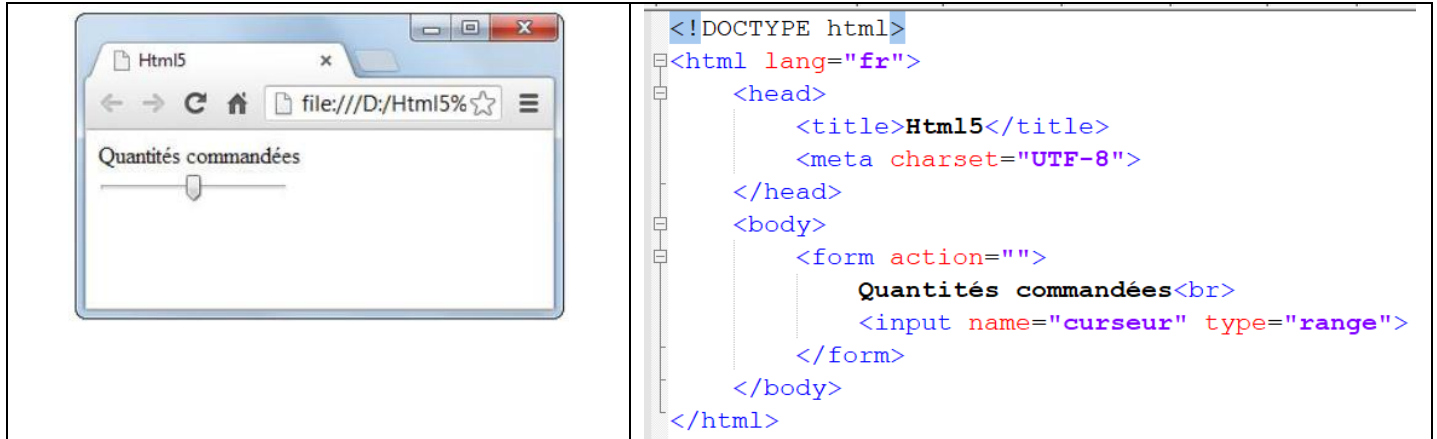 Html5
file:///D:/Html5%
Quantités commandées
<!DOCTYPE html>
<html lang="fr">
<head>
<title>Html5</title>
<meta charset="UTF-8">
</head>
<body>
<form action="">
Quantités commandées<br>
<input name="curseur" type="range">
</form>
</body>
</html>